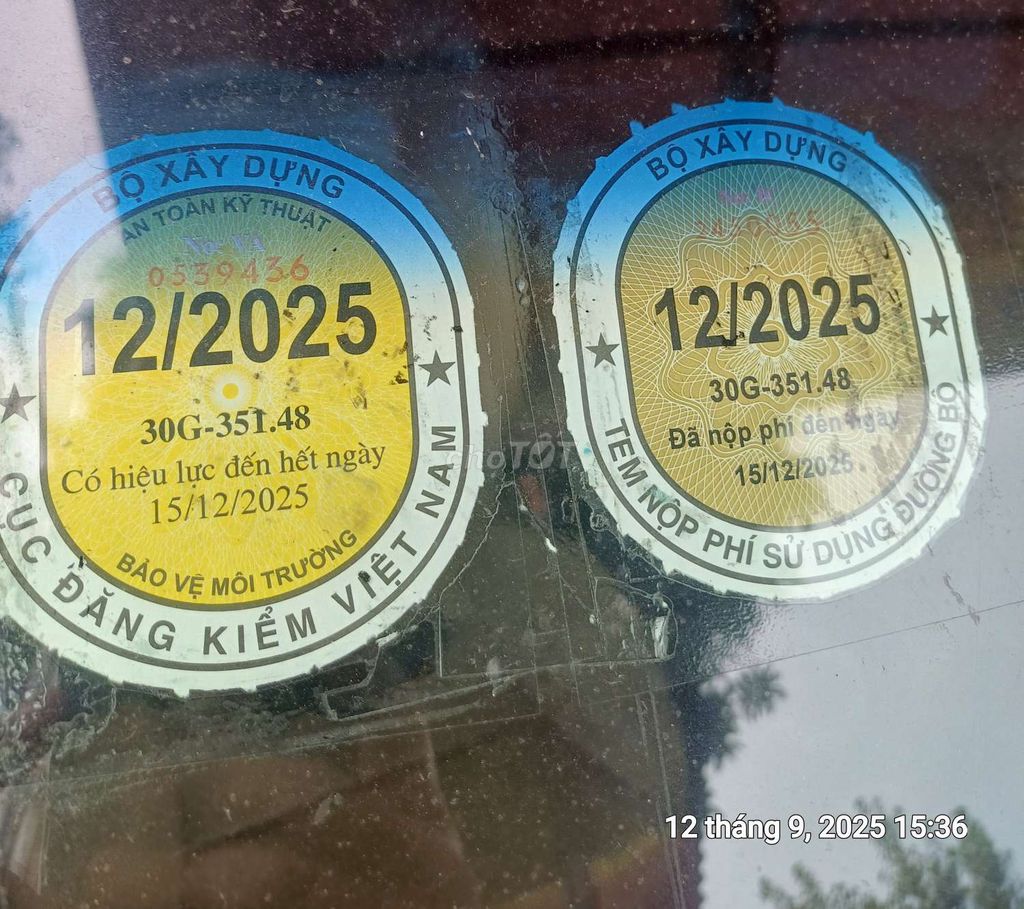 BỘ XÂY DỰNG
AN TOÀN KỸ THUẬT
No: VA
0539436
12/2025
30G-351.48
Có hiệu lực đến hết ngày
15/12/2025
BẢO VỆ MÔI TRƯỜNG
CỤC ĐĂNG KIỂM VIỆT NAM
BỘ XÂY DỰNG
12/2025
30G-351.48
Đã nộp phí đến ngày
15/12/2025
TEM NỘP PHÍ SỬ DỤNG ĐƯỜNG BỘ
choTỐT
12 tháng 9, 2025 15:36